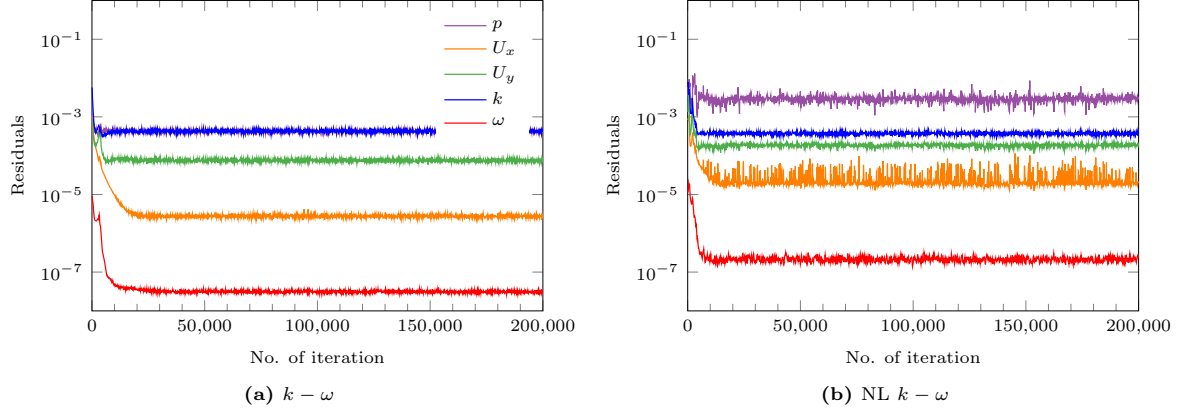 10⁻¹
10⁻³
10⁻⁵
10⁻⁷
Residuals
p
Uₓ
U_y
k
ω
0 50,000 100,000 150,000 200,000
No. of iteration
(a) k − ω
10⁻¹
10⁻³
10⁻⁵
10⁻⁷
Residuals
0 50,000 100,000 150,000 200,000
No. of iteration
(b) NL k − ω